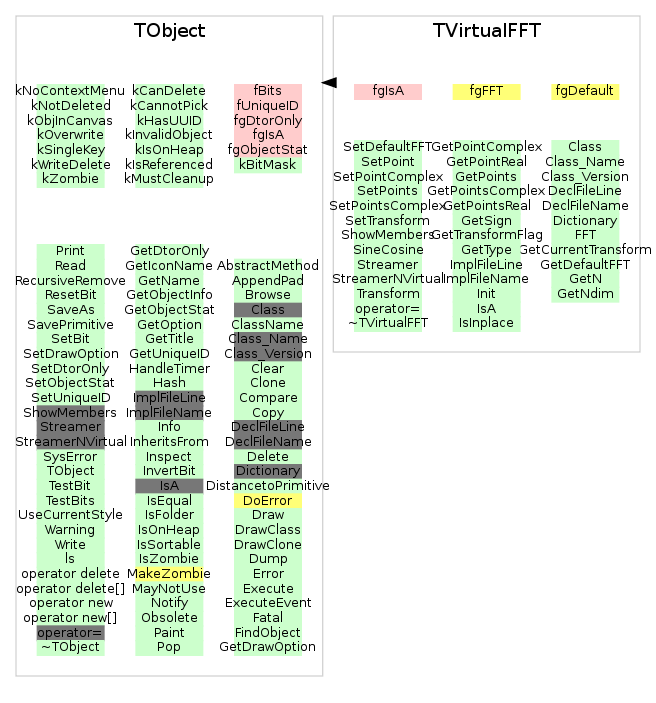 TObject
kNoContextMenu
kNotDeleted
kObjInCanvas
kOverwrite
kSingleKey
kWriteDelete
kZombie
kCanDelete
kCannotPick
kHasUUID
kInvalidObject
kIsOnHeap
kIsReferenced
kMustCleanup
fBits
fUniqueID
fgDtorOnly
fgIsA
fgObjectStat
kBitMask
Print
Read
RecursiveRemove
ResetBit
SaveAs
SavePrimitive
SetBit
SetDrawOption
SetDtorOnly
SetObjectStat
SetUniqueID
ShowMembers
Streamer
StreamerNVirtual
SysError
TObject
TestBit
TestBits
UseCurrentStyle
Warning
Write
ls
operator delete
operator delete[]
operator new
operator new[]
operator=
~TObject
GetDtorOnly
GetIconName
GetName
GetObjectInfo
GetObjectStat
GetOption
GetTitle
GetUniqueID
HandleTimer
Hash
ImplFileLine
ImplFileName
Info
InheritsFrom
Inspect
InvertBit
IsA
IsEqual
IsFolder
IsOnHeap
IsSortable
IsZombie
MakeZombie
MayNotUse
Notify
Obsolete
Paint
Pop
AbstractMethod
AppendPad
Browse
Class
ClassName
Class_Name
Class_Version
Clear
Clone
Compare
Copy
DeclFileLine
DeclFileName
Delete
Dictionary
DistancetoPrimitive
DoError
Draw
DrawClass
DrawClone
Dump
Error
Execute
ExecuteEvent
Fatal
FindObject
GetDrawOption
TVirtualFFT
fgIsA
fgFFT
fgDefault
SetDefaultFFT
SetPoint
SetPointComplex
SetPoints
SetPointsComplex
SetTransform
ShowMembers
SineCosine
Streamer
StreamerNVirtual
Transform
operator=
~TVirtualFFT
GetPointComplex
GetPointReal
GetPoints
GetPointsComplex
GetPointsReal
GetSign
GetTransformFlag
GetType
ImplFileLine
ImplFileName
Init
IsA
IsInplace
Class
Class_Name
Class_Version
DeclFileLine
DeclFileName
Dictionary
FFT
GetCurrentTransform
GetDefaultFFT
GetN
GetNdim